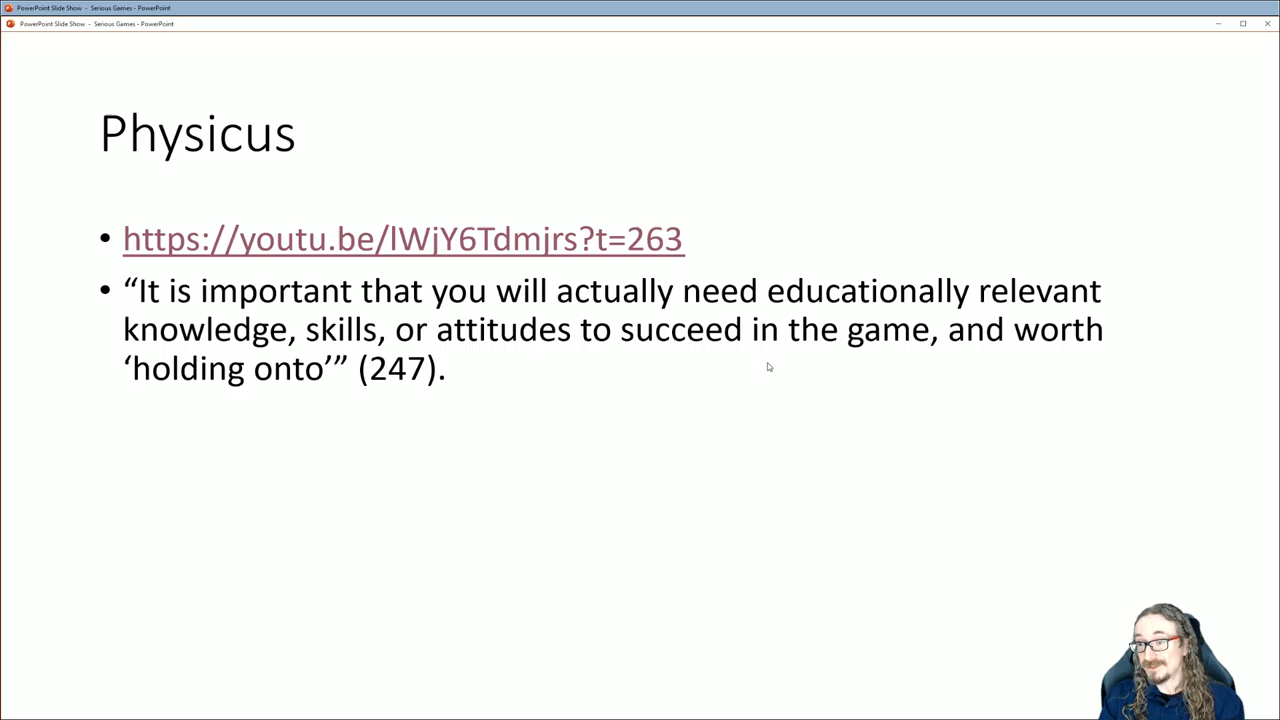 PowerPoint Slide Show - Serious Games - PowerPoint
PowerPoint Slide Show - Serious Games - PowerPoint
Physicus
• https://youtu.be/lWjY6Tdmjrs?t=263
• “It is important that you will actually need educationally relevant
knowledge, skills, or attitudes to succeed in the game, and worth
‘holding onto’” (247).